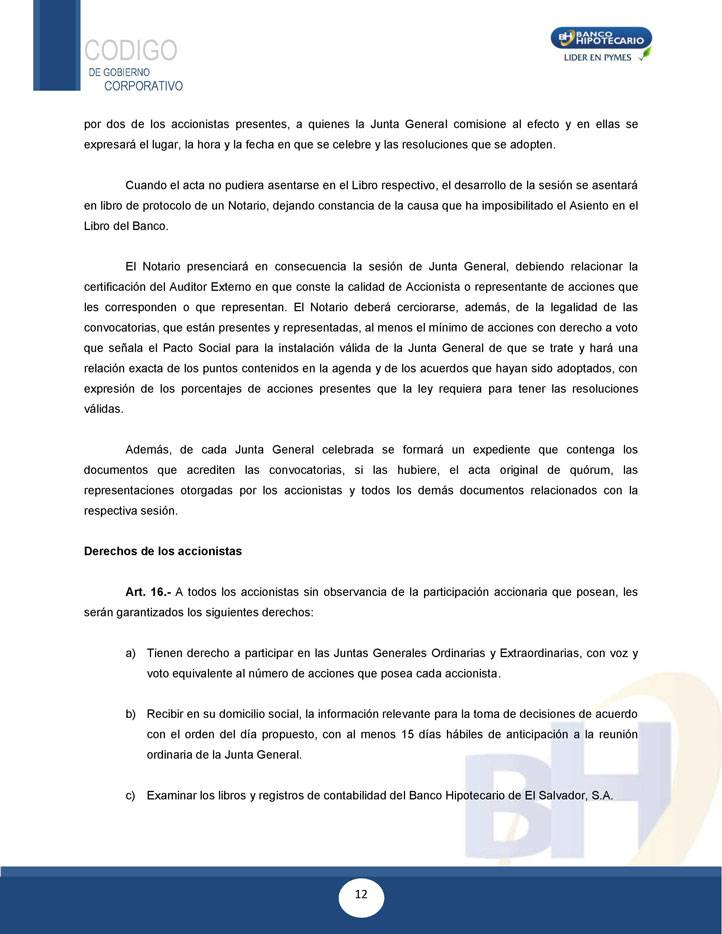 CODIGO
DE GOBIERNO
CORPORATIVO
BH BANCO
HIPOTECARIO
LIDER EN PYMES
por dos de los accionistas presentes, a quienes la Junta General comisione al efecto y en ellas se
expresará el lugar, la hora y la fecha en que se celebre y las resoluciones que se adopten.
Cuando el acta no pudiera asentarse en el Libro respectivo, el desarrollo de la sesión se asentará
en libro de protocolo de un Notario, dejando constancia de la causa que ha imposibilitado el Asiento en el
Libro del Banco.
El Notario presenciará en consecuencia la sesión de Junta General, debiendo relacionar la
certificación del Auditor Externo en que conste la calidad de Accionista o representante de acciones que
les corresponden o que representan. El Notario deberá cerciorarse, además, de la legalidad de las
convocatorias, que están presentes y representadas, al menos el mínimo de acciones con derecho a voto
que señala el Pacto Social para la instalación válida de la Junta General de que se trate y hará una
relación exacta de los puntos contenidos en la agenda y de los acuerdos que hayan sido adoptados, con
expresión de los porcentajes de acciones presentes que la ley requiera para tener las resoluciones
válidas.
Además, de cada Junta General celebrada se formará un expediente que contenga los
documentos que acrediten las convocatorias, si las hubiere, el acta original de quórum, las
representaciones otorgadas por los accionistas y todos los demás documentos relacionados con la
respectiva sesión.
Derechos de los accionistas
Art. 16.- A todos los accionistas sin observancia de la participación accionaria que posean, les
serán garantizados los siguientes derechos:
a) Tienen derecho a participar en las Juntas Generales Ordinarias y Extraordinarias, con voz y
voto equivalente al número de acciones que posea cada accionista.
b) Recibir en su domicilio social, la información relevante para la toma de decisiones de acuerdo
con el orden del día propuesto, con al menos 15 días hábiles de anticipación a la reunión
ordinaria de la Junta General.
c) Examinar los libros y registros de contabilidad del Banco Hipotecario de El Salvador, S.A.
BH
12